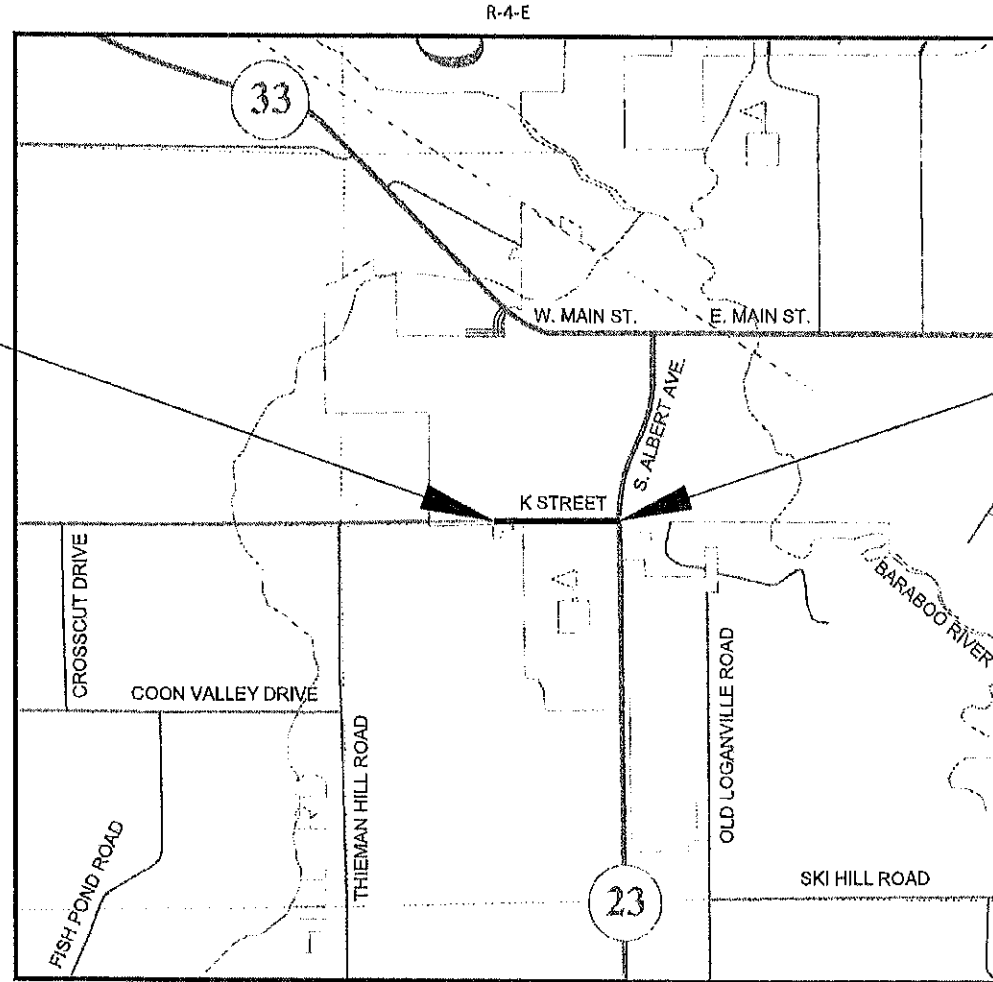 R-4-E
33
W. MAIN ST.
E. MAIN ST.
S. ALBERT AVE.
K STREET
CROSSCUT DRIVE
BARABOO RIVER
COON VALLEY DRIVE
THIEMAN HILL ROAD
OLD LOGANVILLE ROAD
FISH POND ROAD
SKI HILL ROAD
23